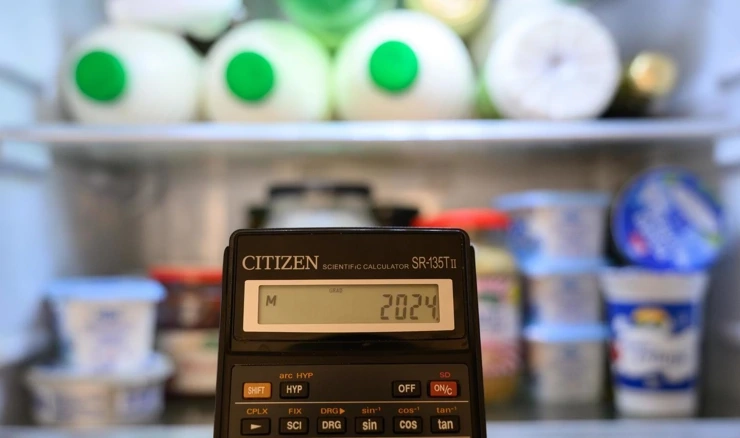 CITIZEN SCIENTIFIC CALCULATOR SR-135TII
M 2024
arc HYP SD
SHIFT HYP OFF ON/C
CPLX FIX DRG▶ sin⁻¹ cos⁻¹ tan⁻¹
► SCI DRG sin cos tan